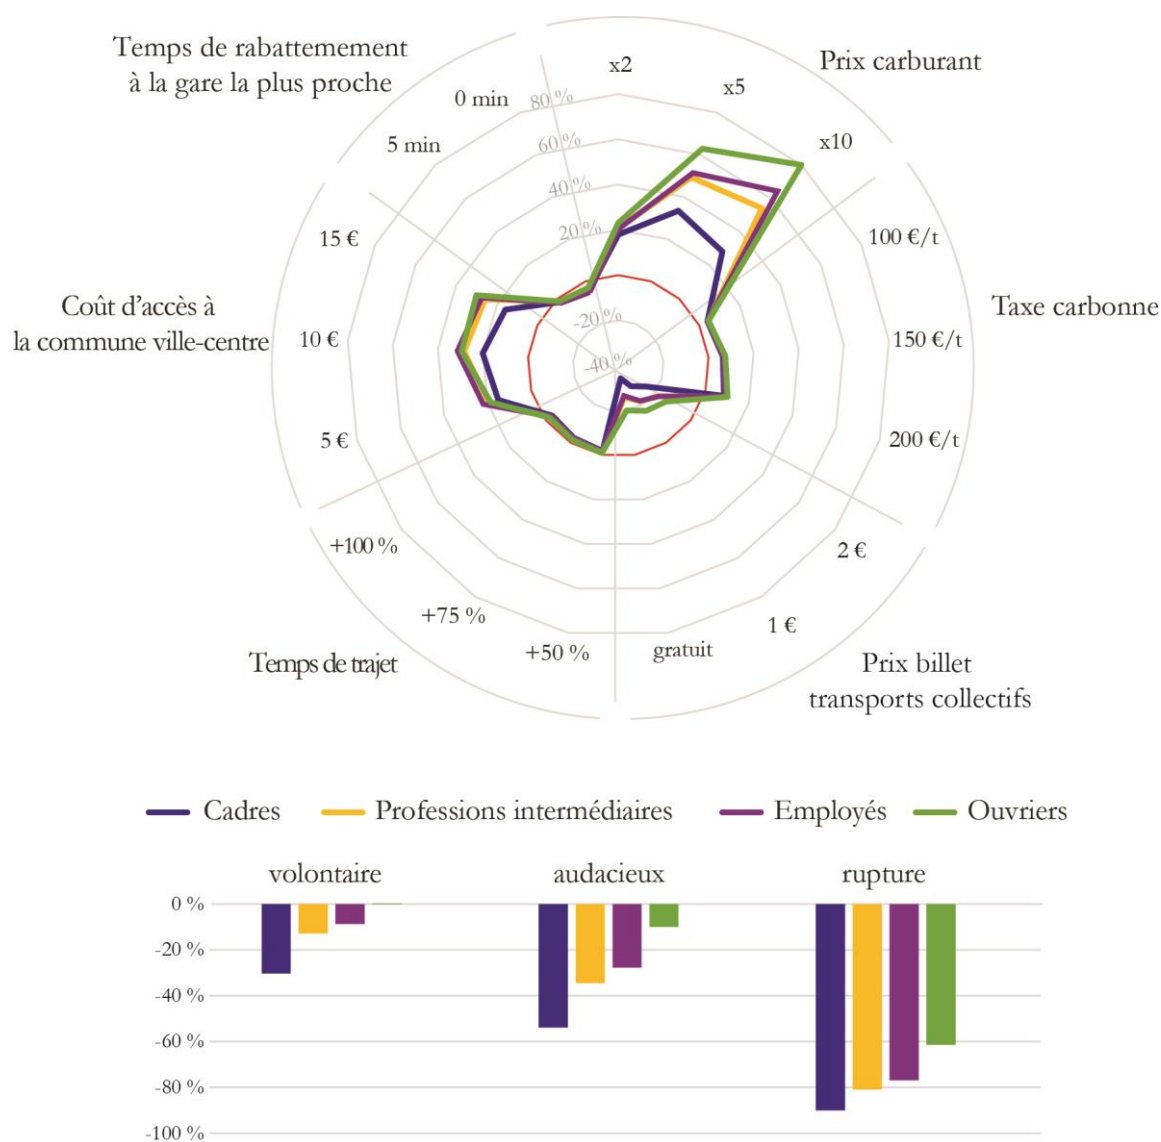 Temps de rabattemement
à la gare la plus proche
Prix carburant
x2
x5
x10
0 min
5 min
80 %
60 %
40 %
20 %
-20 %
-40 %
15 €
10 €
5 €
Coût d’accès à
la commune ville-centre
100 €/t
150 €/t
200 €/t
Taxe carbonne
+100 %
+75 %
+50 %
Temps de trajet
gratuit
1 €
2 €
Prix billet
transports collectifs
Cadres
Professions intermédiaires
Employés
Ouvriers
volontaire
audacieux
rupture
0 %
-20 %
-40 %
-60 %
-80 %
-100 %